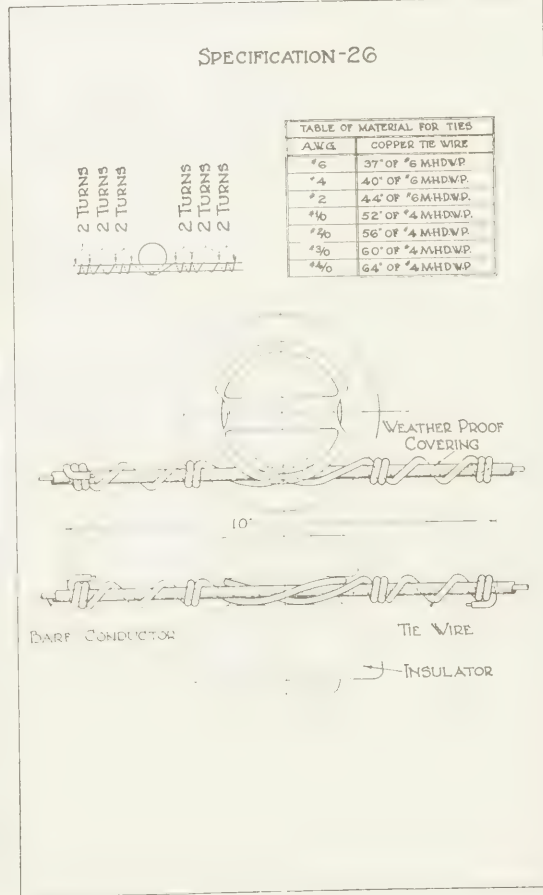 SPECIFICATION-26
TABLE OF MATERIAL FOR TIES
A.W.G. COPPER TIE WIRE
#6 37" OF #6 M.H.D.W.P.
#4 40" OF #6 M.H.D.W.P.
#2 44" OF #6 M.H.D.W.P.
#1/0 52" OF #4 M.H.D.W.P.
#2/0 56" OF #4 M.H.D.W.P.
#3/0 60" OF #4 M.H.D.W.P.
#4/0 64" OF #4 M.H.D.W.P.
2 TURNS
2 TURNS
2 TURNS
2 TURNS
2 TURNS
2 TURNS
WEATHER PROOF
COVERING
10"
BARE CONDUCTOR
TIE WIRE
INSULATOR